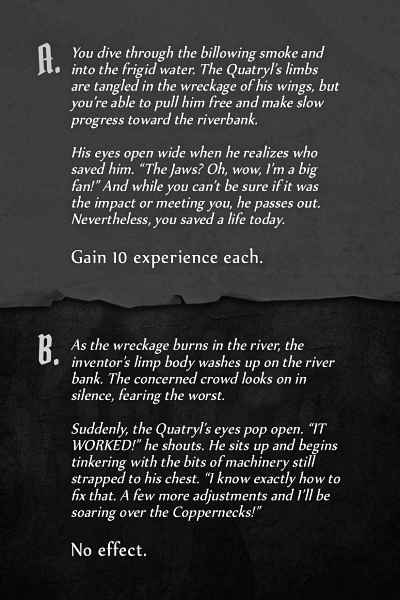 A. You dive through the billowing smoke and
into the frigid water. The Quatryl's limbs
are tangled in the wreckage of his wings, but
you're able to pull him free and make slow
progress toward the riverbank.
His eyes open wide when he realizes who
saved him. “The Jaws? Oh, wow, I'm a big
fan!” And while you can't be sure if it was
the impact or meeting you, he passes out.
Nevertheless, you saved a life today.
Gain 10 experience each.
B. As the wreckage burns in the river, the
inventor's limp body washes up on the river
bank. The concerned crowd looks on in
silence, fearing the worst.
Suddenly, the Quatryl's eyes pop open. “IT
WORKED!” he shouts. He sits up and begins
tinkering with the bits of machinery still
strapped to his chest. “I know exactly how to
fix that. A few more adjustments and I'll be
soaring over the Coppernecks!”
No effect.